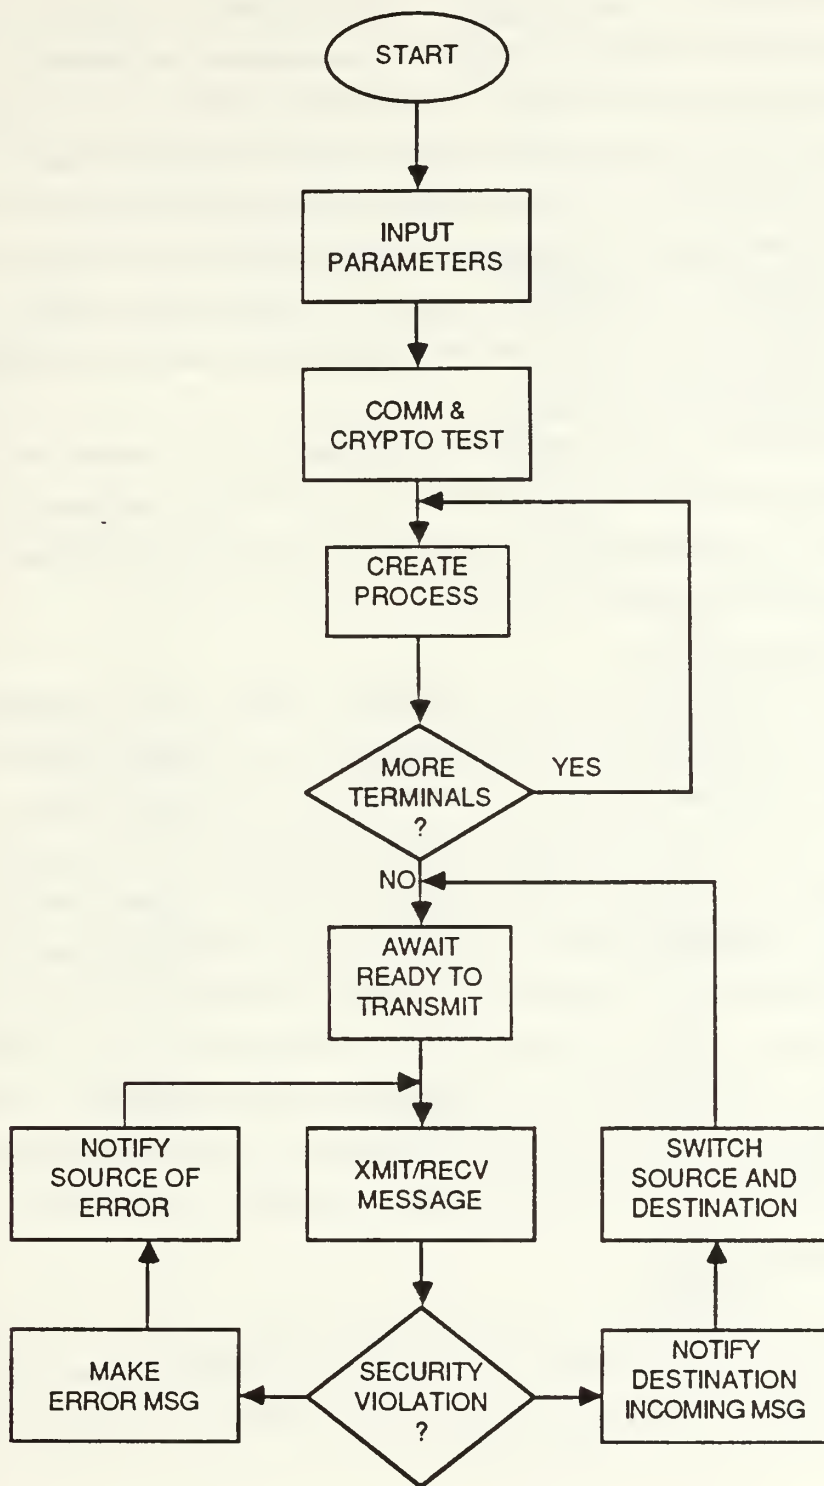 START
INPUT
PARAMETERS
COMM &
CRYPTO TEST
CREATE
PROCESS
MORE
TERMINALS
?
YES
NO
AWAIT
READY TO
TRANSMIT
NOTIFY
SOURCE OF
ERROR
XMIT/RECV
MESSAGE
SWITCH
SOURCE AND
DESTINATION
MAKE
ERROR MSG
SECURITY
VIOLATION
?
NOTIFY
DESTINATION
INCOMING MSG